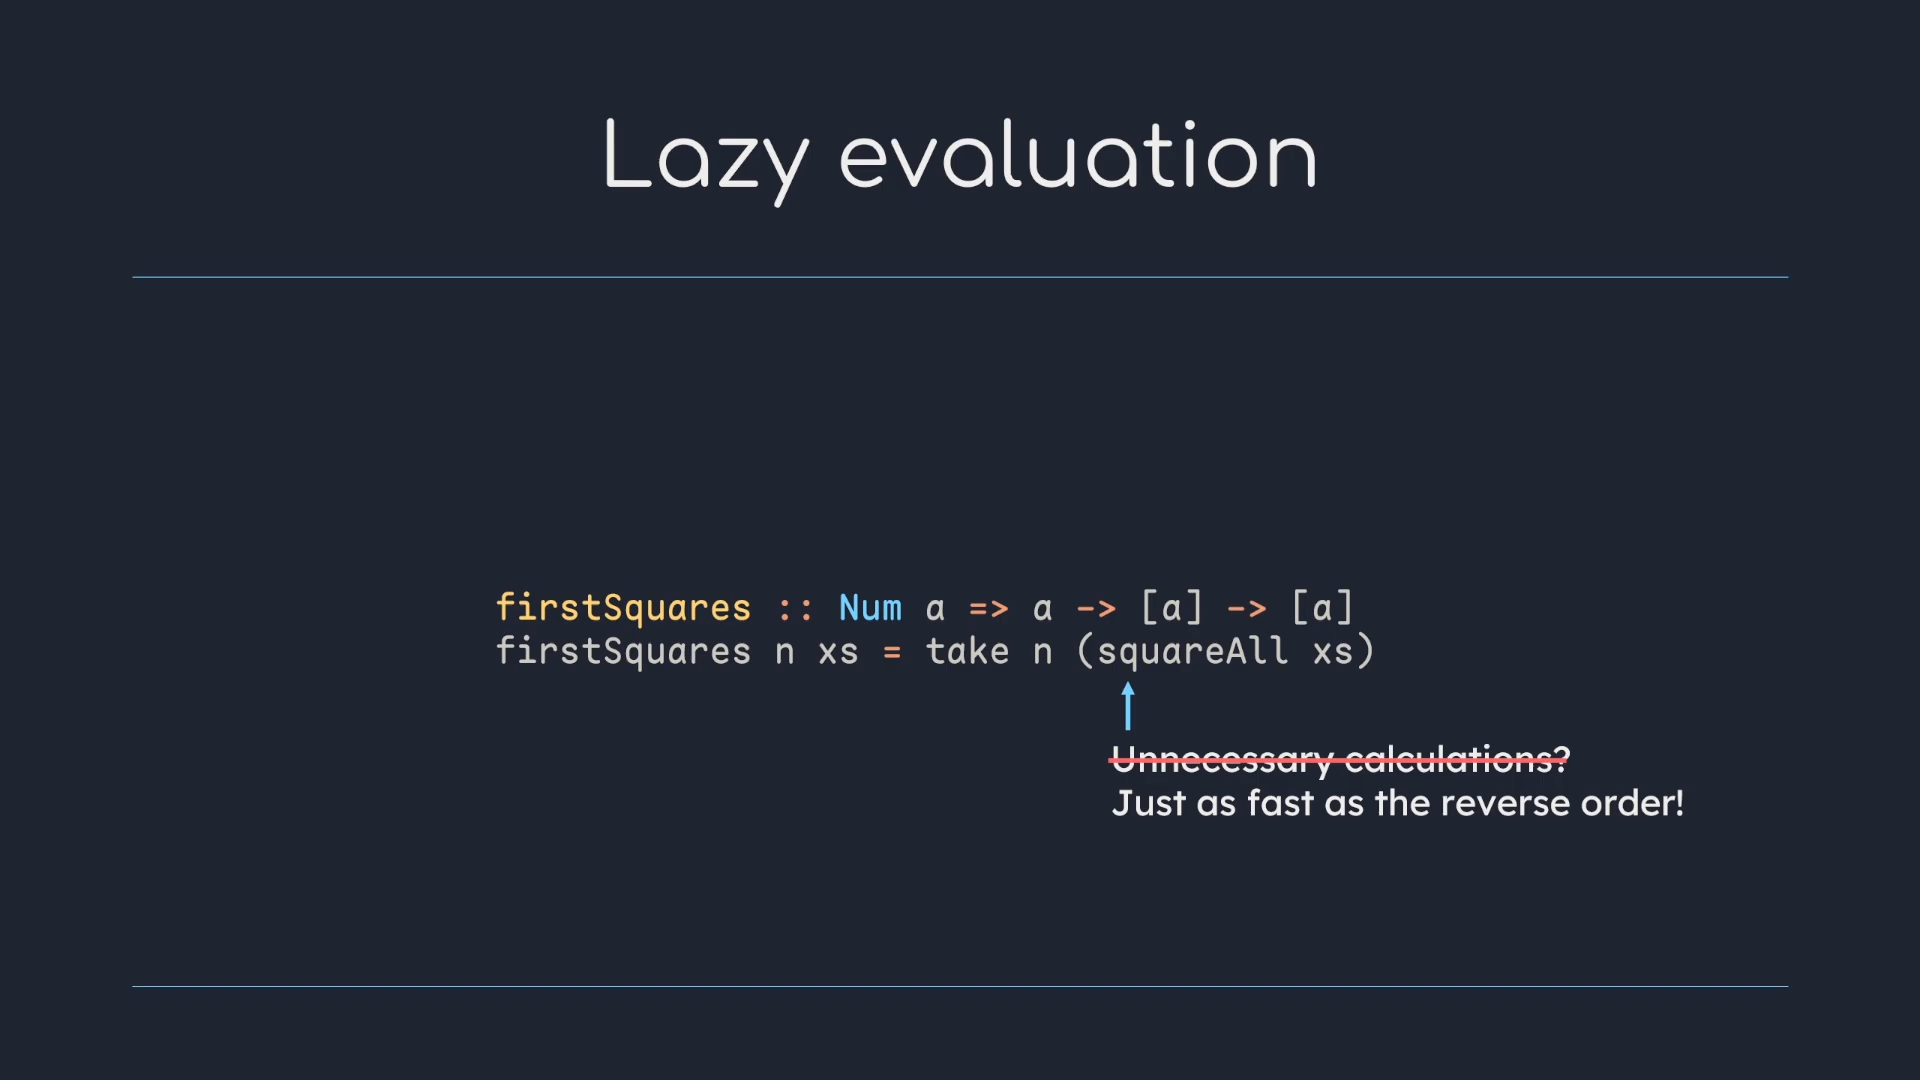 Lazy evaluation
firstSquares :: Num a => a -> [a] -> [a]
firstSquares n xs = take n (squareAll xs)
Unnecessary calculations?
Just as fast as the reverse order!